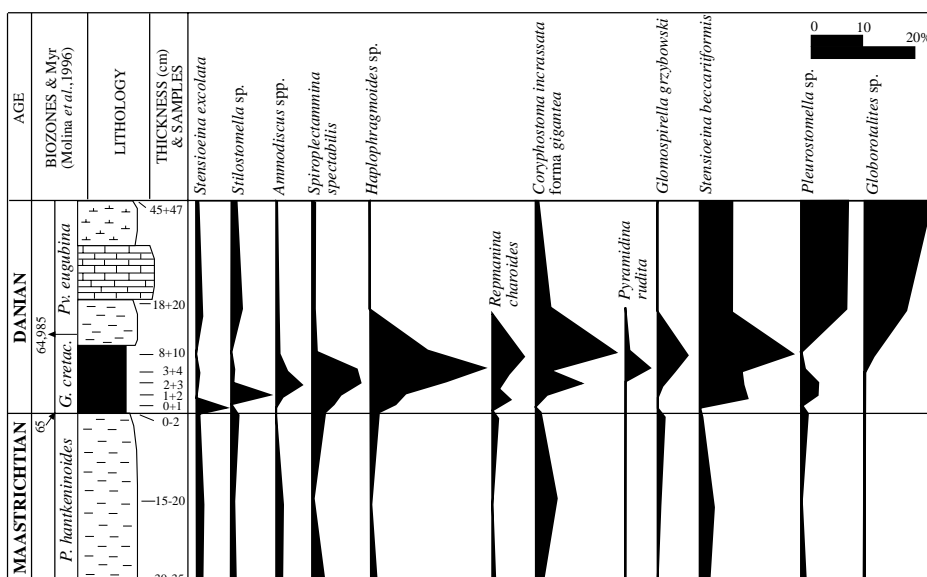 AGE
BIOZONES & Myr
(Molina et al.,1996)
LITHOLOGY
THICKNESS (cm)
& SAMPLES
Stensioeina excolata
Stilostomella sp.
Ammodiscus spp.
Spiroplectammina
spectabilis
Haplophragmoides sp.
Repmanina
charoides
Coryphostoma incrassata
forma gigantea
Pyramidina
rudita
Glomospirella grzybowski
Stensioeina beccariiformis
Pleurostomella sp.
Globorotalites sp.
0 10
20%
DANIAN
MAASTRICHTIAN
64,985
65
Pv. eugubina
G. cretac.
P. hantkeninoides
45+47
18+20
8+10
3+4
2+3
1+2
0+1
0-2
15-20